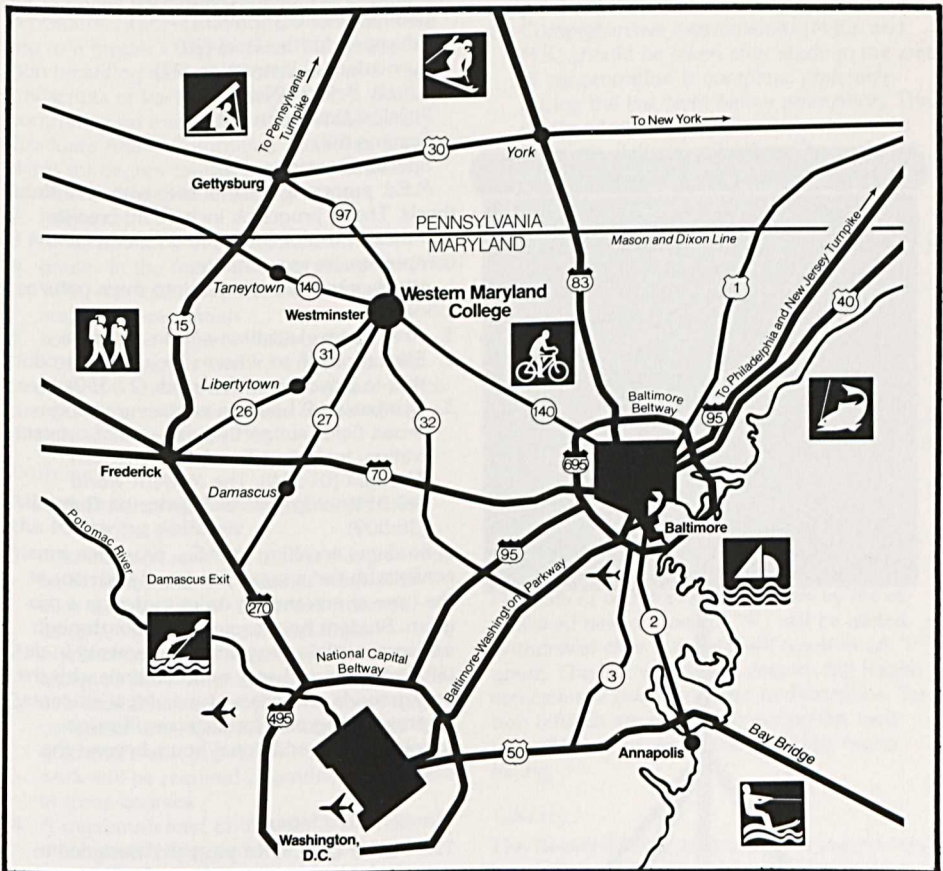 To Pennsylvania
Turnpike
To New York
York
30
Gettysburg
97
PENNSYLVANIA
MARYLAND
Mason and Dixon Line
83
1
To Philadelphia and New Jersey Turnpike
40
Taneytown
140
Western Maryland
College
Westminster
15
31
Libertytown
26
27
32
140
Baltimore
Beltway
95
695
Frederick
70
Damascus
Baltimore
Potomac River
95
Damascus Exit
270
Baltimore-Washington Parkway
2
National Capital
Beltway
3
495
50
Annapolis
Bay Bridge
Washington,
D.C.